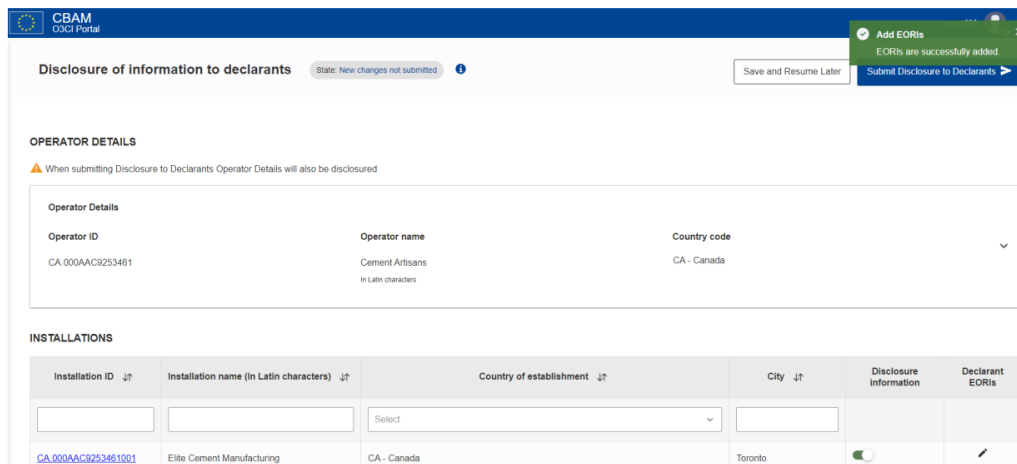 CBAM
O3CI Portal
Add EORIs
EORIs are successfully added.
Disclosure of information to declarants
State: New changes not submitted
Save and Resume Later
Submit Disclosure to Declarants
OPERATOR DETAILS
When submitting Disclosure to Declarants Operator Details will also be disclosured
Operator Details
Operator ID
Operator name
Country code
CA.000AAC9253461
Cement Artisans
CA - Canada
In Latin characters
INSTALLATIONS
Installation ID
Installation name (In Latin characters)
Country of establishment
City
Disclosure information
Declarant EORIs
Select
CA.000AAC9253461001
Elite Cement Manufacturing
CA - Canada
Toronto